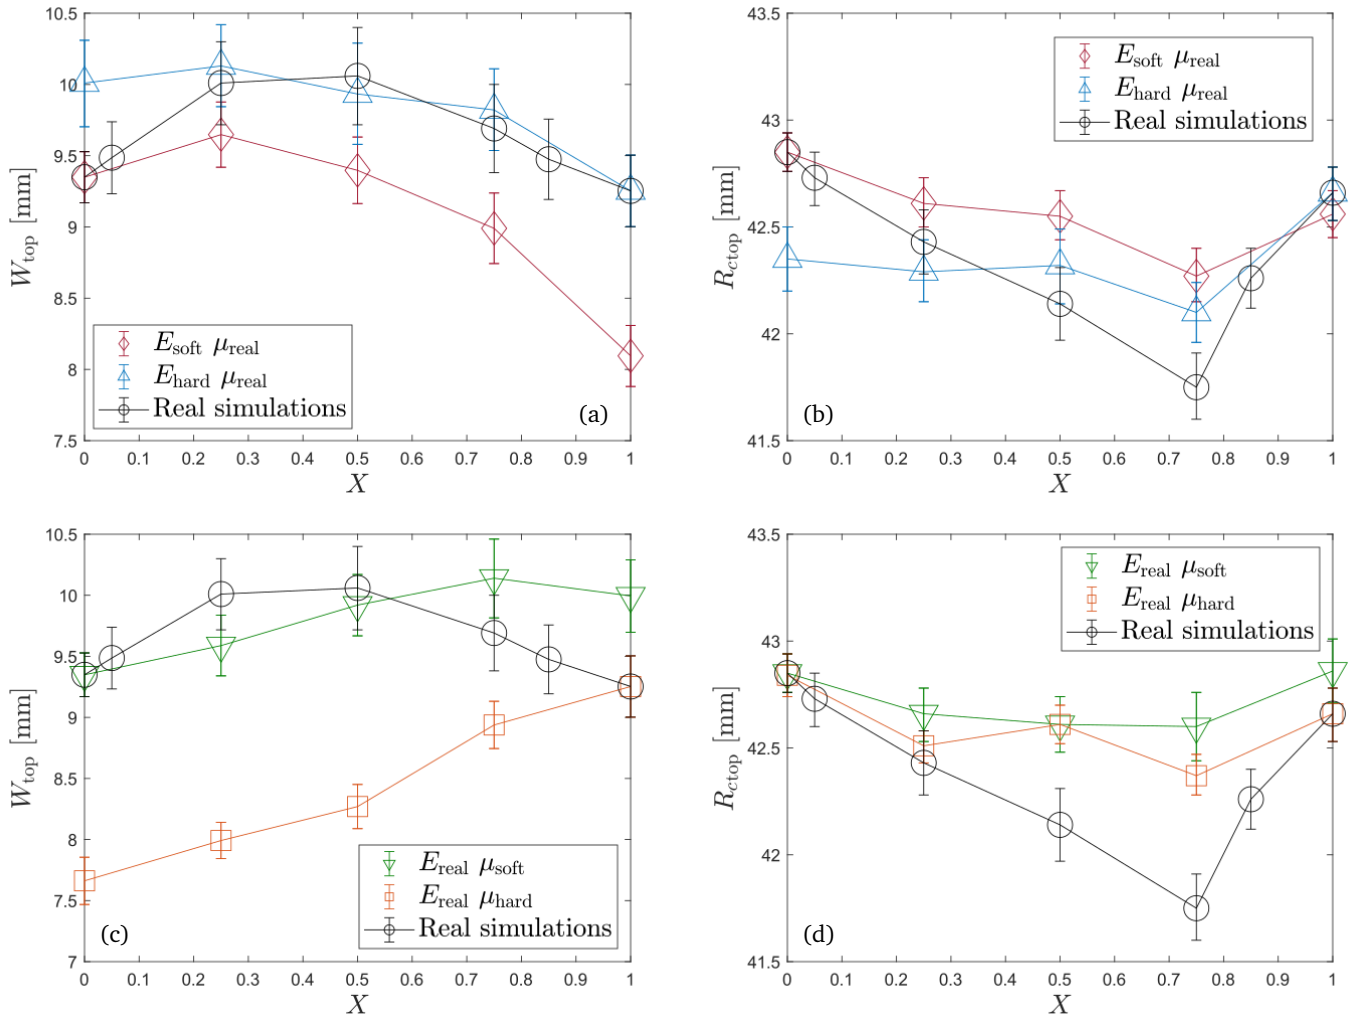 10.5
10
9.5
9
8.5
8
7.5
W_top [mm]
E_soft μ_real
E_hard μ_real
Real simulations
(a)
0 0.1 0.2 0.3 0.4 0.5 0.6 0.7 0.8 0.9 1
X
43.5
43
42.5
42
41.5
R_ctop [mm]
E_soft μ_real
E_hard μ_real
Real simulations
(b)
0 0.1 0.2 0.3 0.4 0.5 0.6 0.7 0.8 0.9 1
X
10.5
10
9.5
9
8.5
8
7.5
7
W_top [mm]
E_real μ_soft
E_real μ_hard
Real simulations
(c)
0 0.1 0.2 0.3 0.4 0.5 0.6 0.7 0.8 0.9 1
X
43.5
43
42.5
42
41.5
R_ctop [mm]
E_real μ_soft
E_real μ_hard
Real simulations
(d)
0 0.1 0.2 0.3 0.4 0.5 0.6 0.7 0.8 0.9 1
X